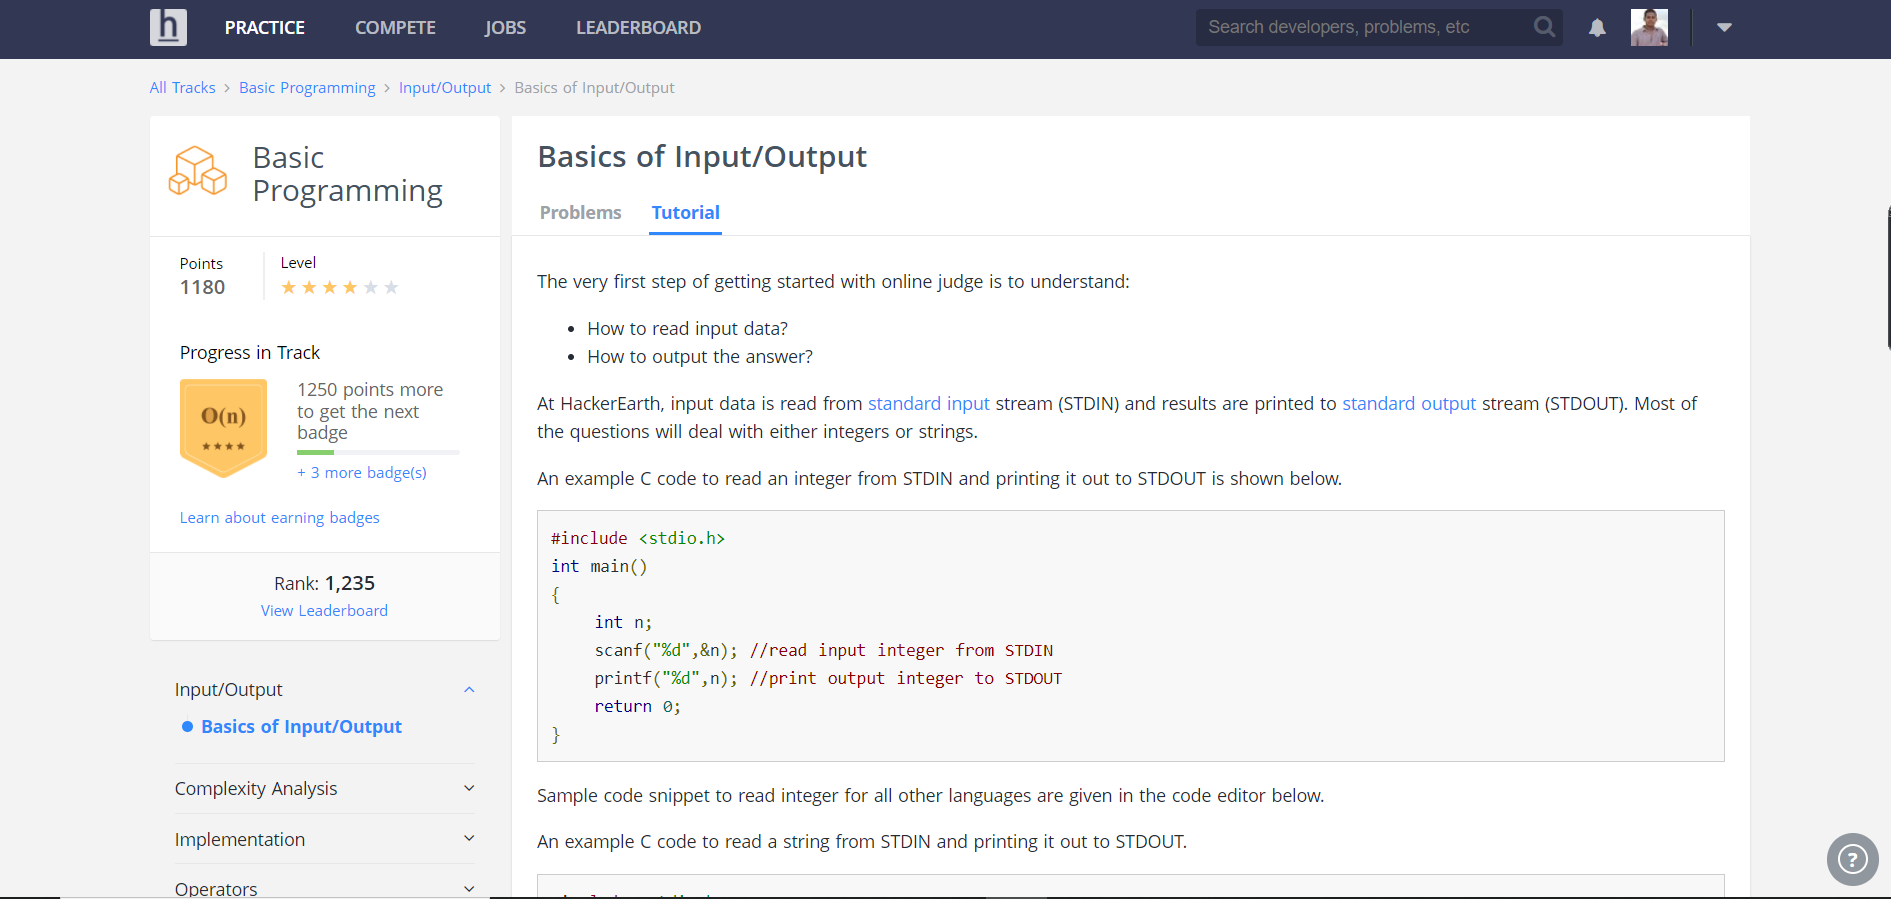 h PRACTICE COMPETE JOBS LEADERBOARD Search developers, problems, etc
All Tracks > Basic Programming > Input/Output > Basics of Input/Output
Basic
Programming
Points
1180
Level
Progress in Track
O(n)
1250 points more
to get the next
badge
+ 3 more badge(s)
Learn about earning badges
Rank: 1,235
View Leaderboard
Input/Output
Basics of Input/Output
Complexity Analysis
Implementation
Operators
Basics of Input/Output
Problems Tutorial
The very first step of getting started with online judge is to understand:
• How to read input data?
• How to output the answer?
At HackerEarth, input data is read from standard input stream (STDIN) and results are printed to standard output stream (STDOUT). Most of
the questions will deal with either integers or strings.
An example C code to read an integer from STDIN and printing it out to STDOUT is shown below.
#include <stdio.h>
int main()
{
    int n;
    scanf("%d",&n); //read input integer from STDIN
    printf("%d",n); //print output integer to STDOUT
    return 0;
}
Sample code snippet to read integer for all other languages are given in the code editor below.
An example C code to read a string from STDIN and printing it out to STDOUT.
?